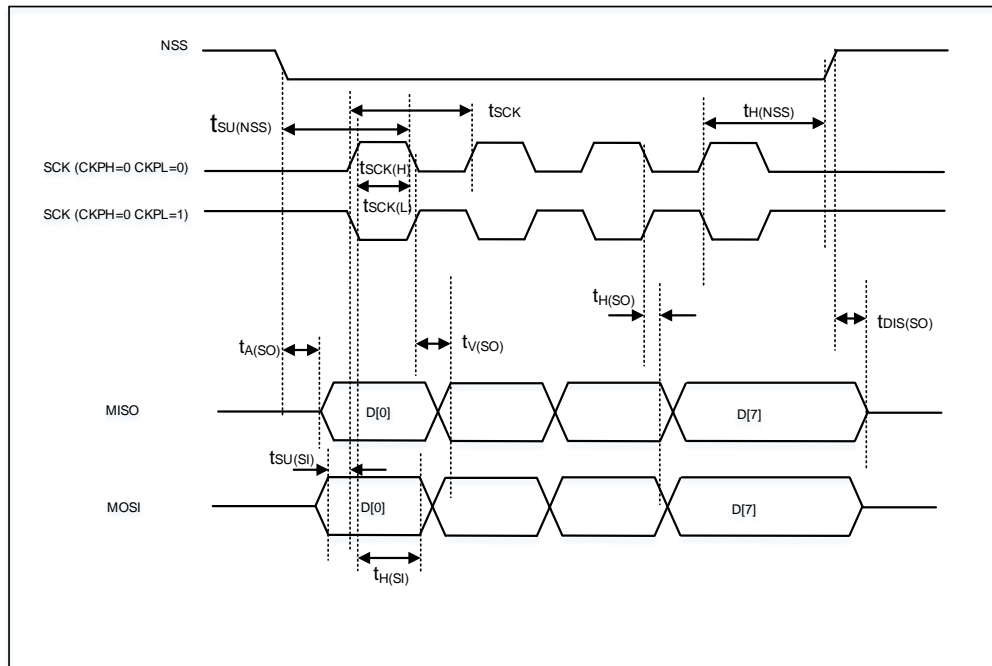 NSS
tSCK
tSU(NSS)
tH(NSS)
SCK (CKPH=0 CKPL=0)
tSCK(H)
tSCK(L)
SCK (CKPH=0 CKPL=1)
tH(SO)
tDIS(SO)
tA(SO)
tV(SO)
MISO
D[0]
D[7]
tSU(SI)
MOSI
D[0]
D[7]
tH(SI)